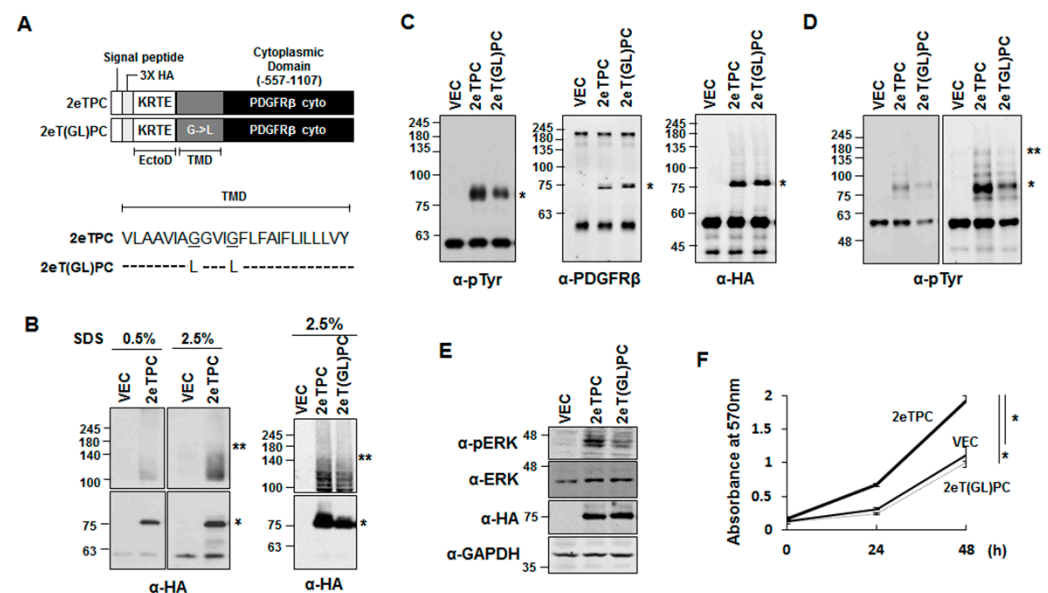 A
Signal peptide
3X HA
Cytoplasmic
Domain
(-557-1107)
2eTPC
KRTE
PDGFRβ cyto
2eT(GL)PC
KRTE
G->L
PDGFRβ cyto
EctoD
TMD
TMD
2eTPC
VLAAVIAGGVIGFLFAIFLILLLVY
2eT(GL)PC
------- L --- L -------------
B
SDS
0.5%
2.5%
VEC
2eTPC
VEC
2eTPC
245
180
140
100
**
75
63
*
α-HA
2.5%
VEC
2eTPC
2eT(GL)PC
245
180
140
100
**
75
63
*
α-HA
C
VEC
2eTPC
2eT(GL)PC
245
180
135
100
75
63
*
α-pTyr
VEC
2eTPC
2eT(GL)PC
245
180
135
100
75
63
*
α-PDGFRβ
VEC
2eTPC
2eT(GL)PC
245
180
135
100
75
60
45
*
α-HA
D
VEC
2eTPC
2eT(GL)PC
VEC
2eTPC
2eT(GL)PC
245
180
135
100
75
63
48
**
*
α-pTyr
E
VEC
2eTPC
2eT(GL)PC
α-pERK
48
α-ERK
48
α-HA
75
α-GAPDH
35
F
Absorbance at 570nm
2
1.5
1
0.5
0
2eTPC
VEC
2eT(GL)PC
*
*
0
24
48
(h)